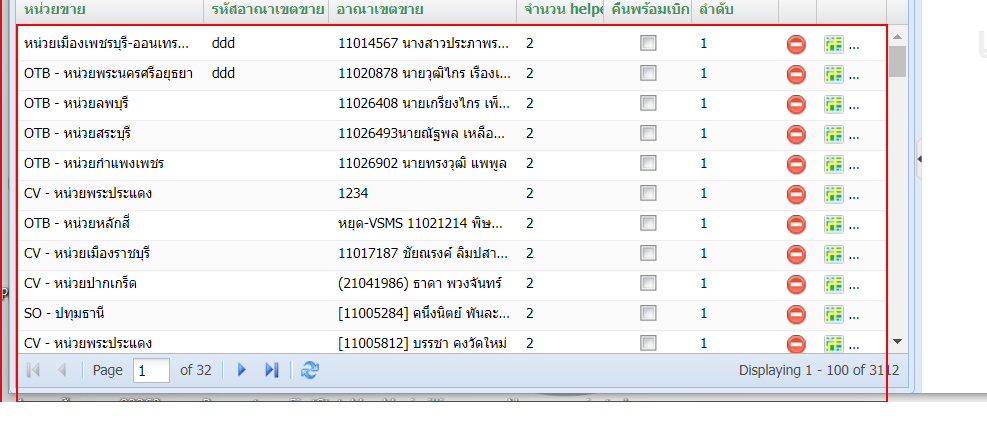 หน่วยขาย รหัสอาณาเขตขาย อาณาเขตขาย จำนวน helpe คืนพร้อมเบิก ลำดับ
หน่วยเมืองเพชรบุรี-ออนเทร... ddd 11014567 นางสาวประภาพร... 2 1 ...
OTB - หน่วยพระนครศรีอยุธยา ddd 11020878 นายวุฒิไกร เรือง... 2 1 ...
OTB - หน่วยลพบุรี 11026408 นายเกรียงไกร เพ็... 2 1 ...
OTB - หน่วยสระบุรี 11026493นายณัฐพล เหลือ... 2 1 ...
OTB - หน่วยกำแพงเพชร 11026902 นายทรงวุฒิ แพพูล 2 1 ...
CV - หน่วยพระประแดง 1234 2 1 ...
OTB - หน่วยหลักสี่ หยุด-VSMS 11021214 พิษ... 2 1 ...
CV - หน่วยเมืองราชบุรี 11017187 ชัยณรงค์ ลิมปสา... 2 1 ...
CV - หน่วยปากเกร็ด (21041986) ธาดา พวงจันทร์ 2 1 ...
SO - ปทุมธานี [11005284] คนึงนิตย์ พันละ... 2 1 ...
CV - หน่วยพระประแดง [11005812] บรรชา คงวัดใหม่ 2 1 ...
Page 1 of 32 Displaying 1 - 100 of 3112